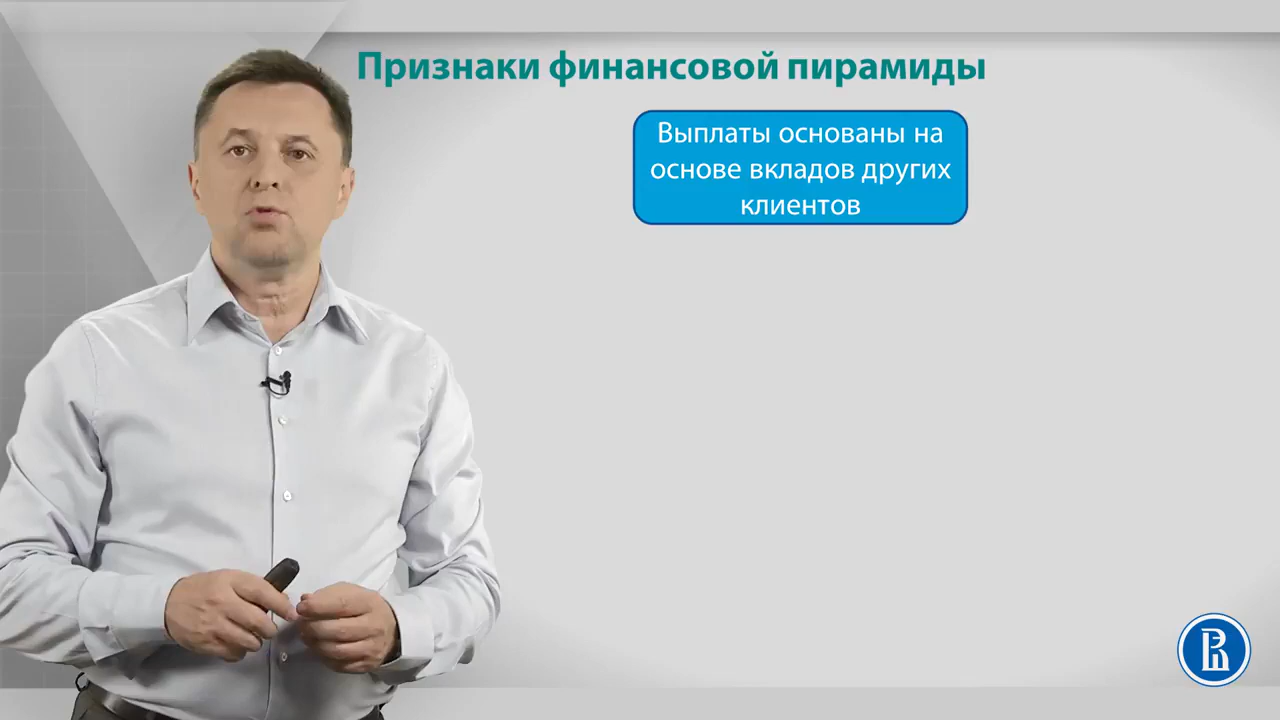 Признаки финансовой пирамиды
Выплаты основаны на
основе вкладов других
клиентов